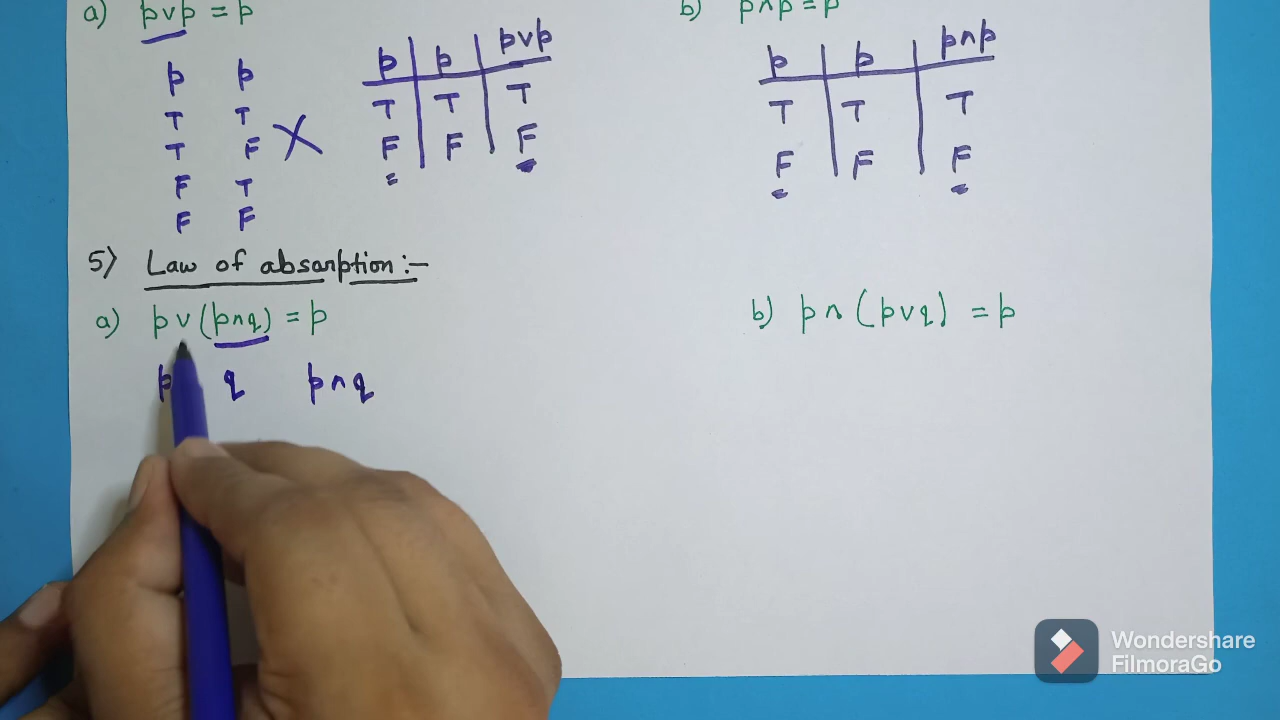 a) p∨p = p
b) p∧p = p
p p
T T
T F
F T
F F
p p p∨p
T T T
F F F
p p p∧p
T T T
F F F
5) Law of absorption :-
a) p∨(p∧q) = p
b) p∧(p∨q) = p
p q p∧q
Wondershare
FilmoraGo